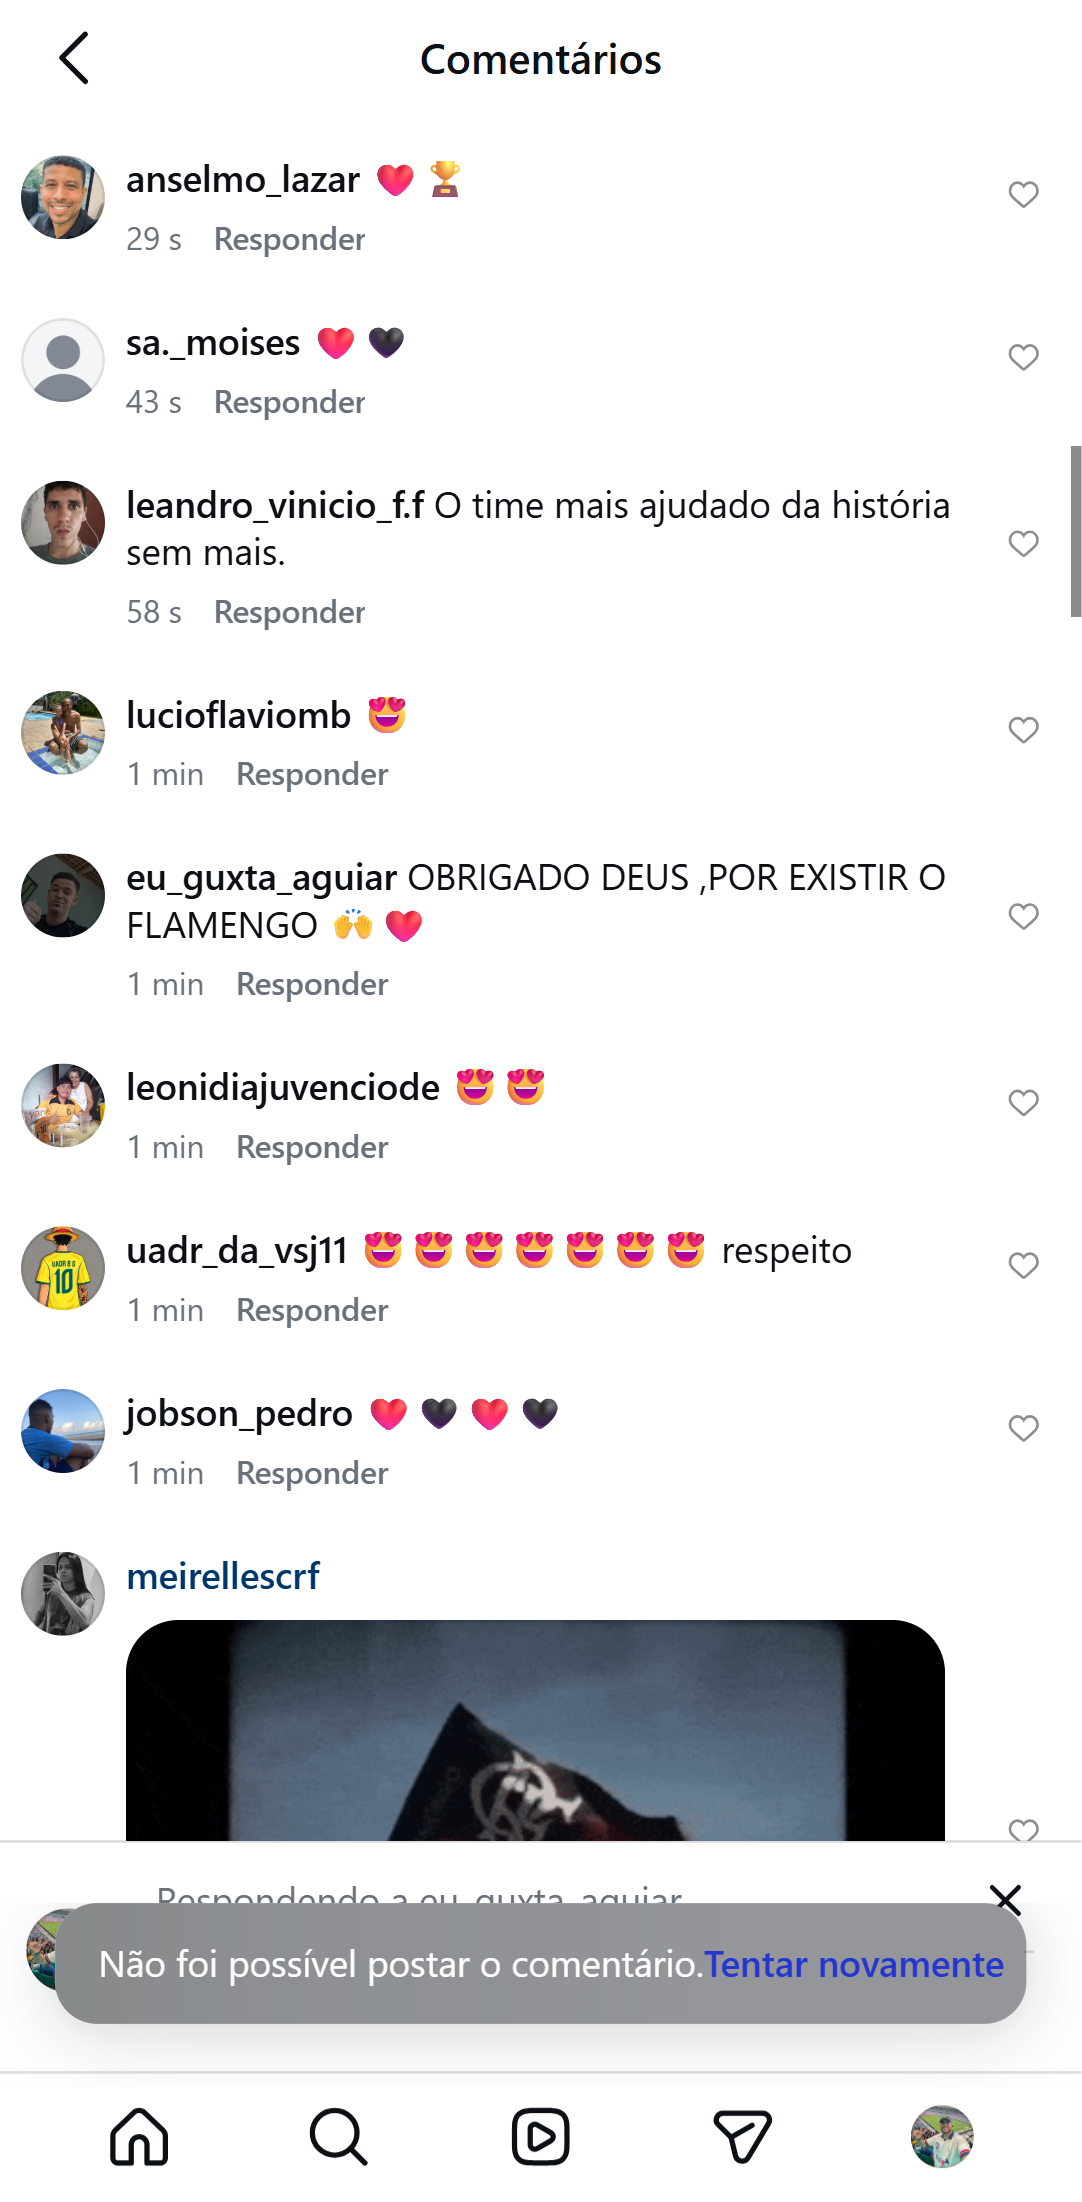 Comentários
anselmo_lazar ❤️ 🏆
29 s Responder
sa._moises ❤️ 🖤
43 s Responder
leandro_vinicio_f.f O time mais ajudado da história
sem mais.
58 s Responder
lucioflaviomb 😍
1 min Responder
eu_guxta_aguiar OBRIGADO DEUS ,POR EXISTIR O
FLAMENGO 🙌 ❤️
1 min Responder
leonidiajuvenciode 😍 😍
1 min Responder
uadr_da_vsj11 😍 😍 😍 😍 😍 😍 😍 respeito
1 min Responder
jobson_pedro ❤️ 🖤 ❤️ 🖤
1 min Responder
meirellescrf
Respondendo a eu_guxta_aguiar
Não foi possível postar o comentário.Tentar novamente